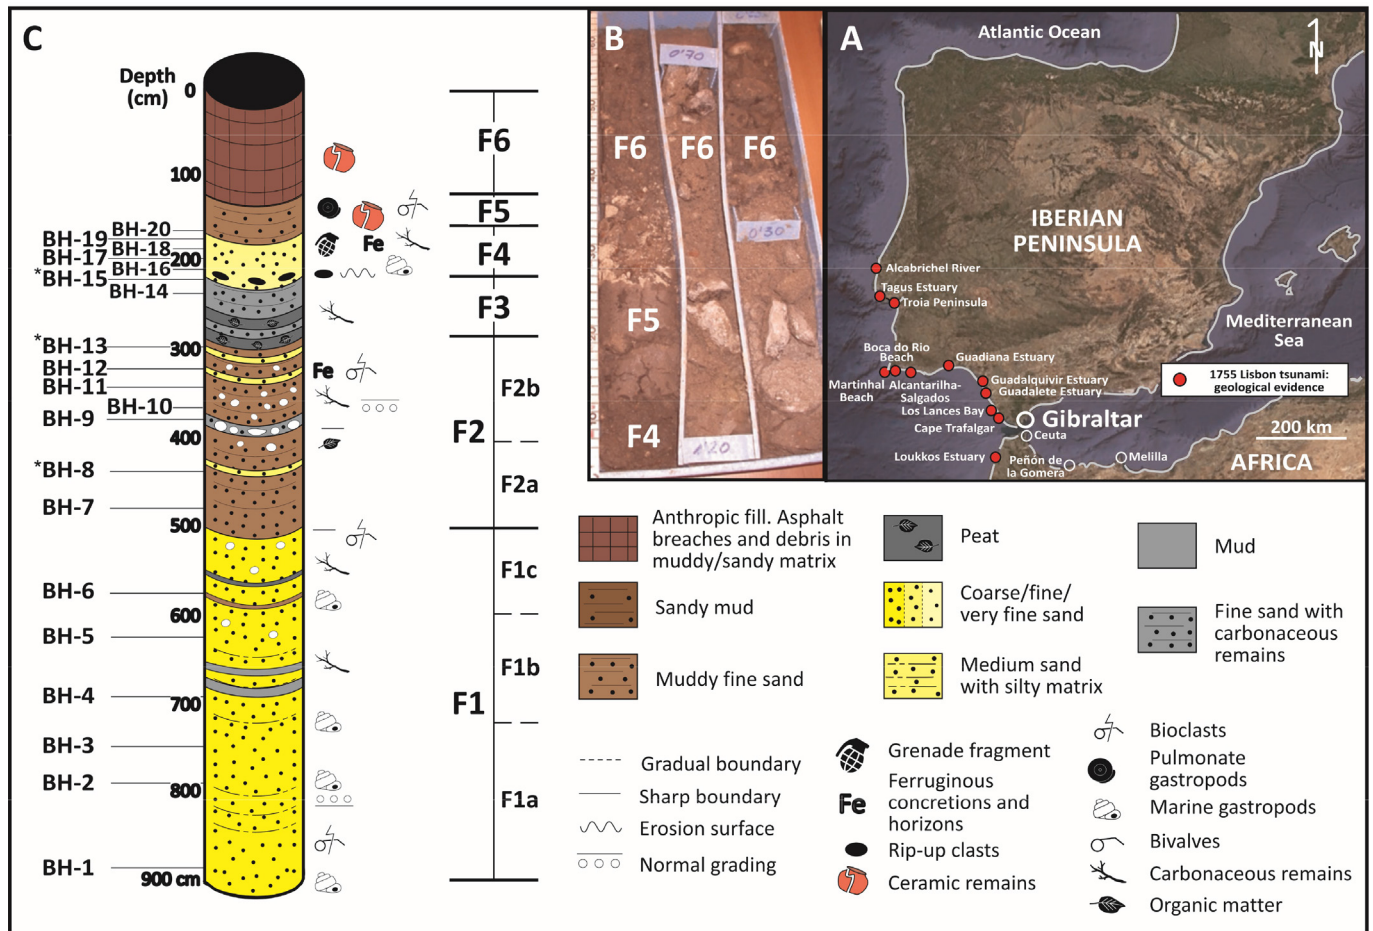 C
Depth
(cm)
0
100
200
300
400
500
600
700
800
900 cm
BH-20
BH-19
BH-18
BH-17
BH-16
*BH-15
BH-14
*BH-13
BH-12
BH-11
BH-10
BH-9
*BH-8
BH-7
BH-6
BH-5
BH-4
BH-3
BH-2
BH-1
Fe
Fe
F6
F5
F4
F3
F2b
F2
F2a
F1c
F1b
F1
F1a
B
0'70
F6
F6
F6
0'30
F5
F4
1'20
A
Atlantic Ocean
N
IBERIAN
PENINSULA
Alcabrichel River
Tagus Estuary
Troia Peninsula
Mediterranean
Sea
Boca do Rio
Beach
Guadiana Estuary
Martinhal
Beach
Alcantarilha-
Salgados
Guadalquivir Estuary
Guadalete Estuary
Los Lances Bay
Cape Trafalgar
Gibraltar
Ceuta
Loukkos Estuary
Peñón de
la Gomera
Melilla
1755 Lisbon tsunami:
geological evidence
200 km
AFRICA
Anthropic fill. Asphalt
breaches and debris in
muddy/sandy matrix
Sandy mud
Muddy fine sand
Peat
Coarse/fine/
very fine sand
Medium sand
with silty matrix
Mud
Fine sand with
carbonaceous
remains
Gradual boundary
Sharp boundary
Erosion surface
Normal grading
Grenade fragment
Fe
Ferruginous
concretions and
horizons
Rip-up clasts
Ceramic remains
Bioclasts
Pulmonate
gastropods
Marine gastropods
Bivalves
Carbonaceous remains
Organic matter